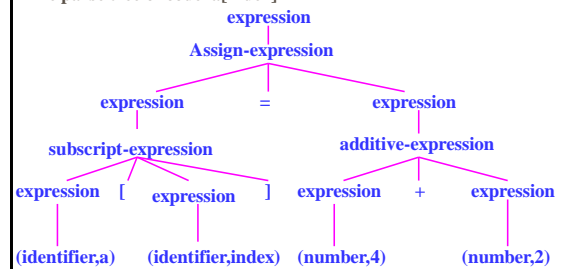 expression
Assign-expression
expression = expression
subscript-expression additive-expression
expression [ expression ] expression + expression
(identifier,a) (identifier,index) (number,4) (number,2)